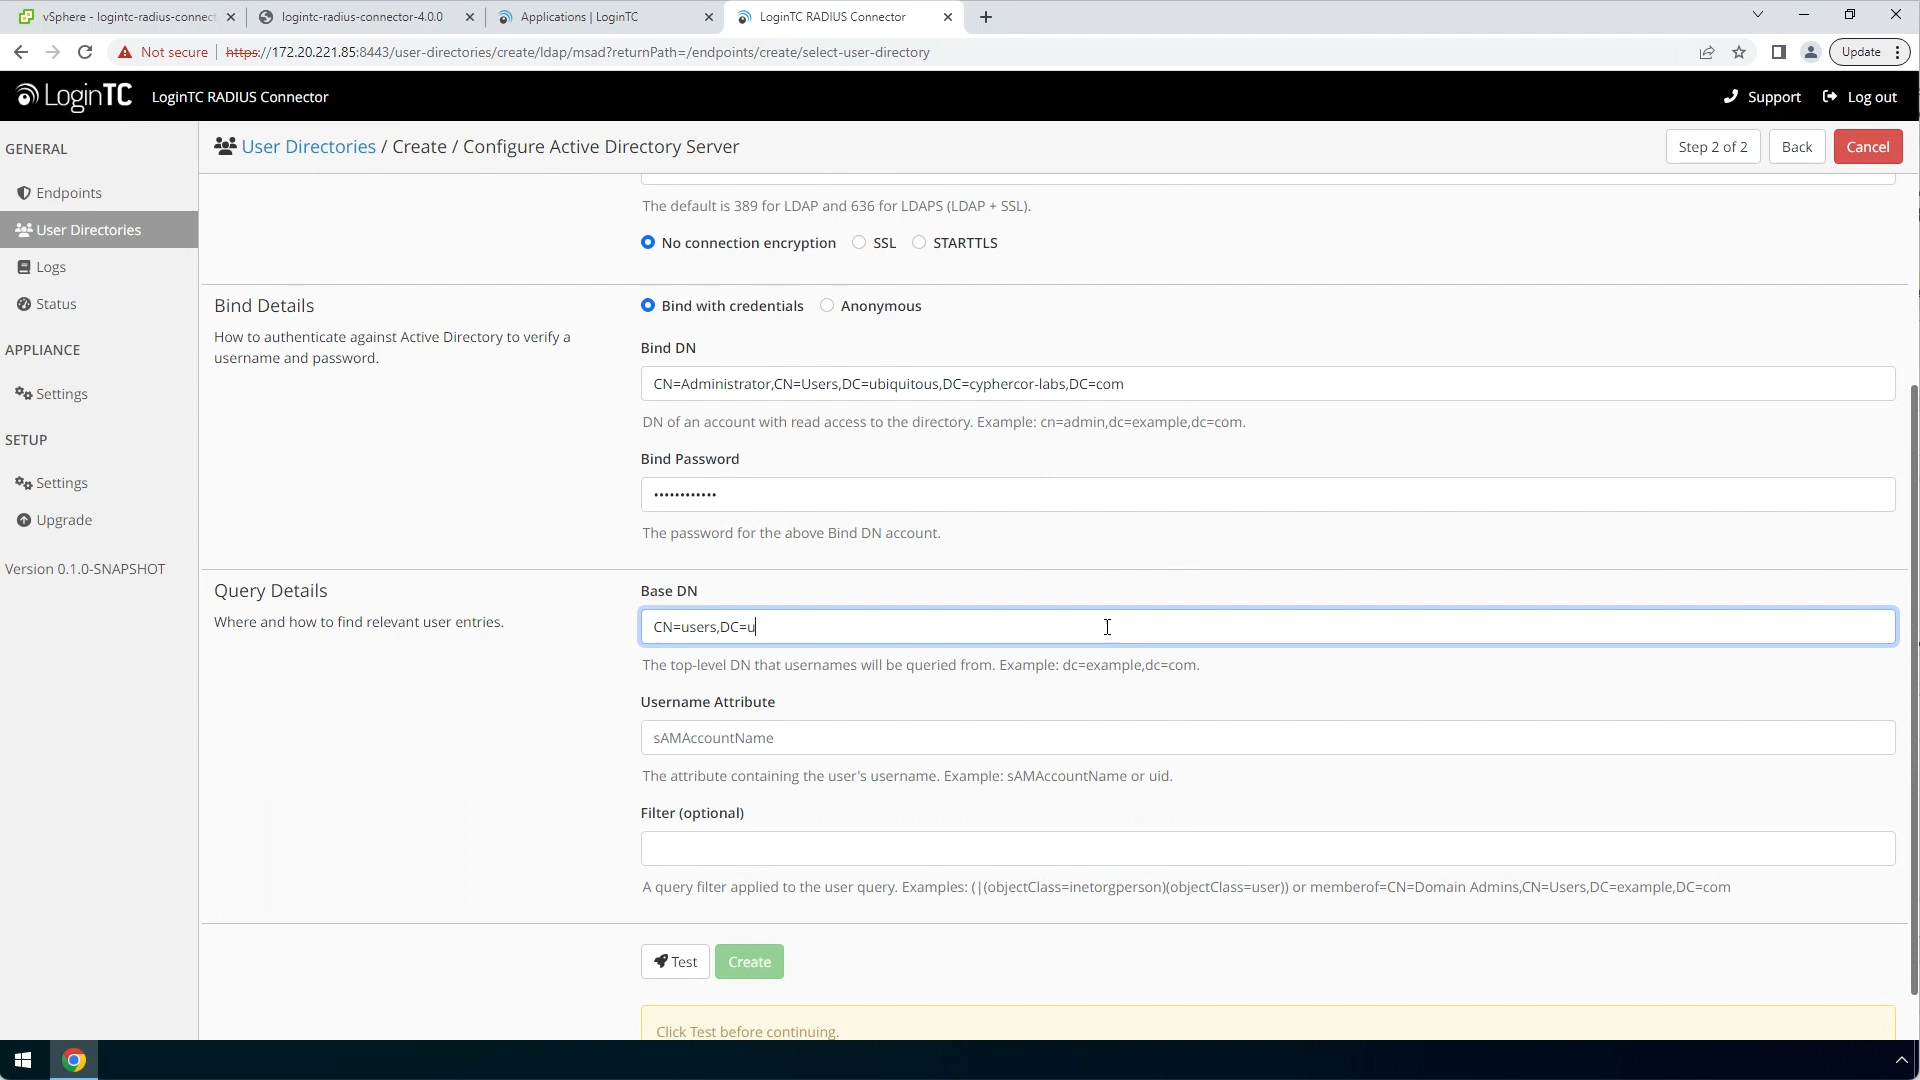 vSphere - logintc-radius-connect
logintc-radius-connector-4.0.0
Applications | LoginTC
LoginTC RADIUS Connector
Not secure
https://172.20.221.85:8443/user-directories/create/ldap/msad?returnPath=/endpoints/create/select-user-directory
Update
LoginTC
LoginTC RADIUS Connector
Support
Log out
GENERAL
Endpoints
User Directories
Logs
Status
APPLIANCE
Settings
SETUP
Settings
Upgrade
Version 0.1.0-SNAPSHOT
User Directories / Create / Configure Active Directory Server
Step 2 of 2
Back
Cancel
The default is 389 for LDAP and 636 for LDAPS (LDAP + SSL).
No connection encryption
SSL
STARTTLS
Bind Details
How to authenticate against Active Directory to verify a
username and password.
Bind with credentials
Anonymous
Bind DN
CN=Administrator,CN=Users,DC=ubiquitous,DC=cyphercor-labs,DC=com
DN of an account with read access to the directory. Example: cn=admin,dc=example,dc=com.
Bind Password
••••••••••••
The password for the above Bind DN account.
Query Details
Where and how to find relevant user entries.
Base DN
CN=users,DC=u
The top-level DN that usernames will be queried from. Example: dc=example,dc=com.
Username Attribute
sAMAccountName
The attribute containing the user's username. Example: sAMAccountName or uid.
Filter (optional)
A query filter applied to the user query. Examples: (|(objectClass=inetorgperson)(objectClass=user)) or memberof=CN=Domain Admins,CN=Users,DC=example,DC=com
Test
Create
Click Test before continuing.